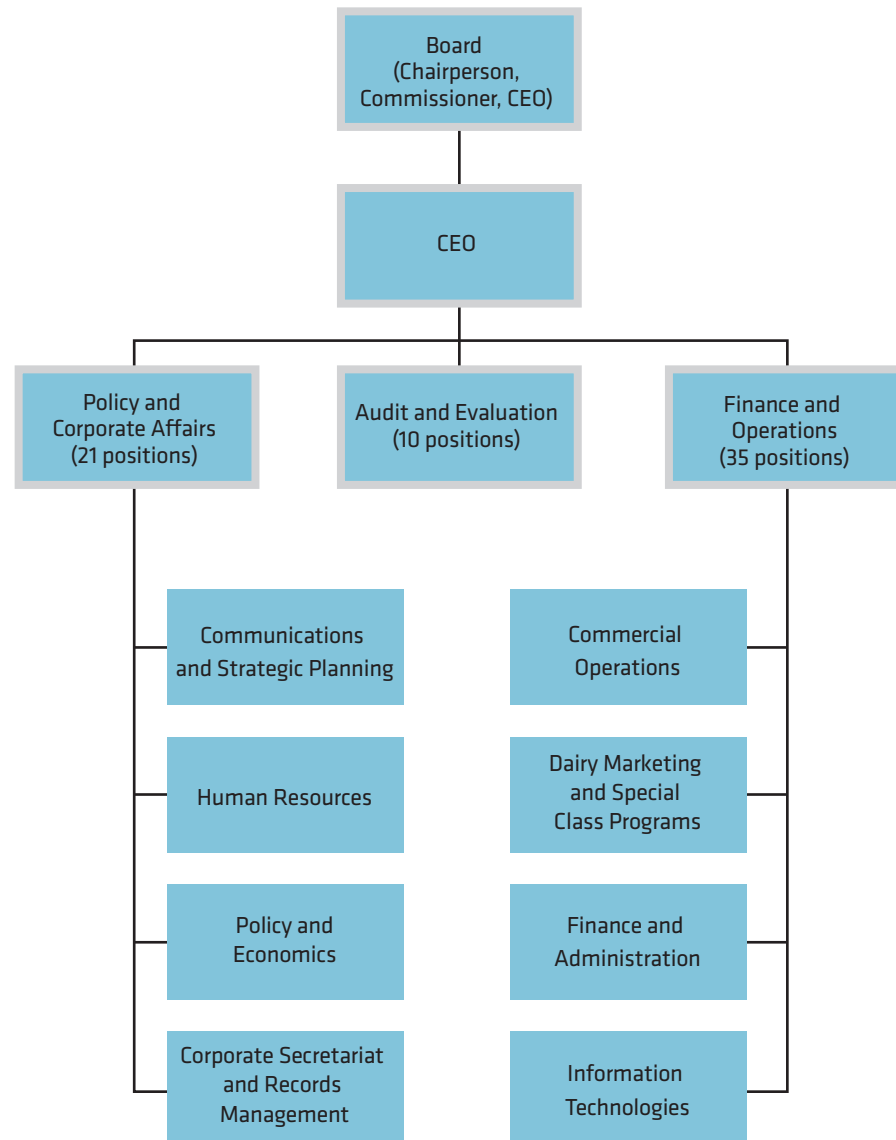 Board
(Chairperson,
Commissioner, CEO)
CEO
Policy and
Corporate Affairs
(21 positions)
Audit and Evaluation
(10 positions)
Finance and
Operations
(35 positions)
Communications
and Strategic Planning
Human Resources
Policy and
Economics
Corporate Secretariat
and Records
Management
Commercial
Operations
Dairy Marketing
and Special
Class Programs
Finance and
Administration
Information
Technologies